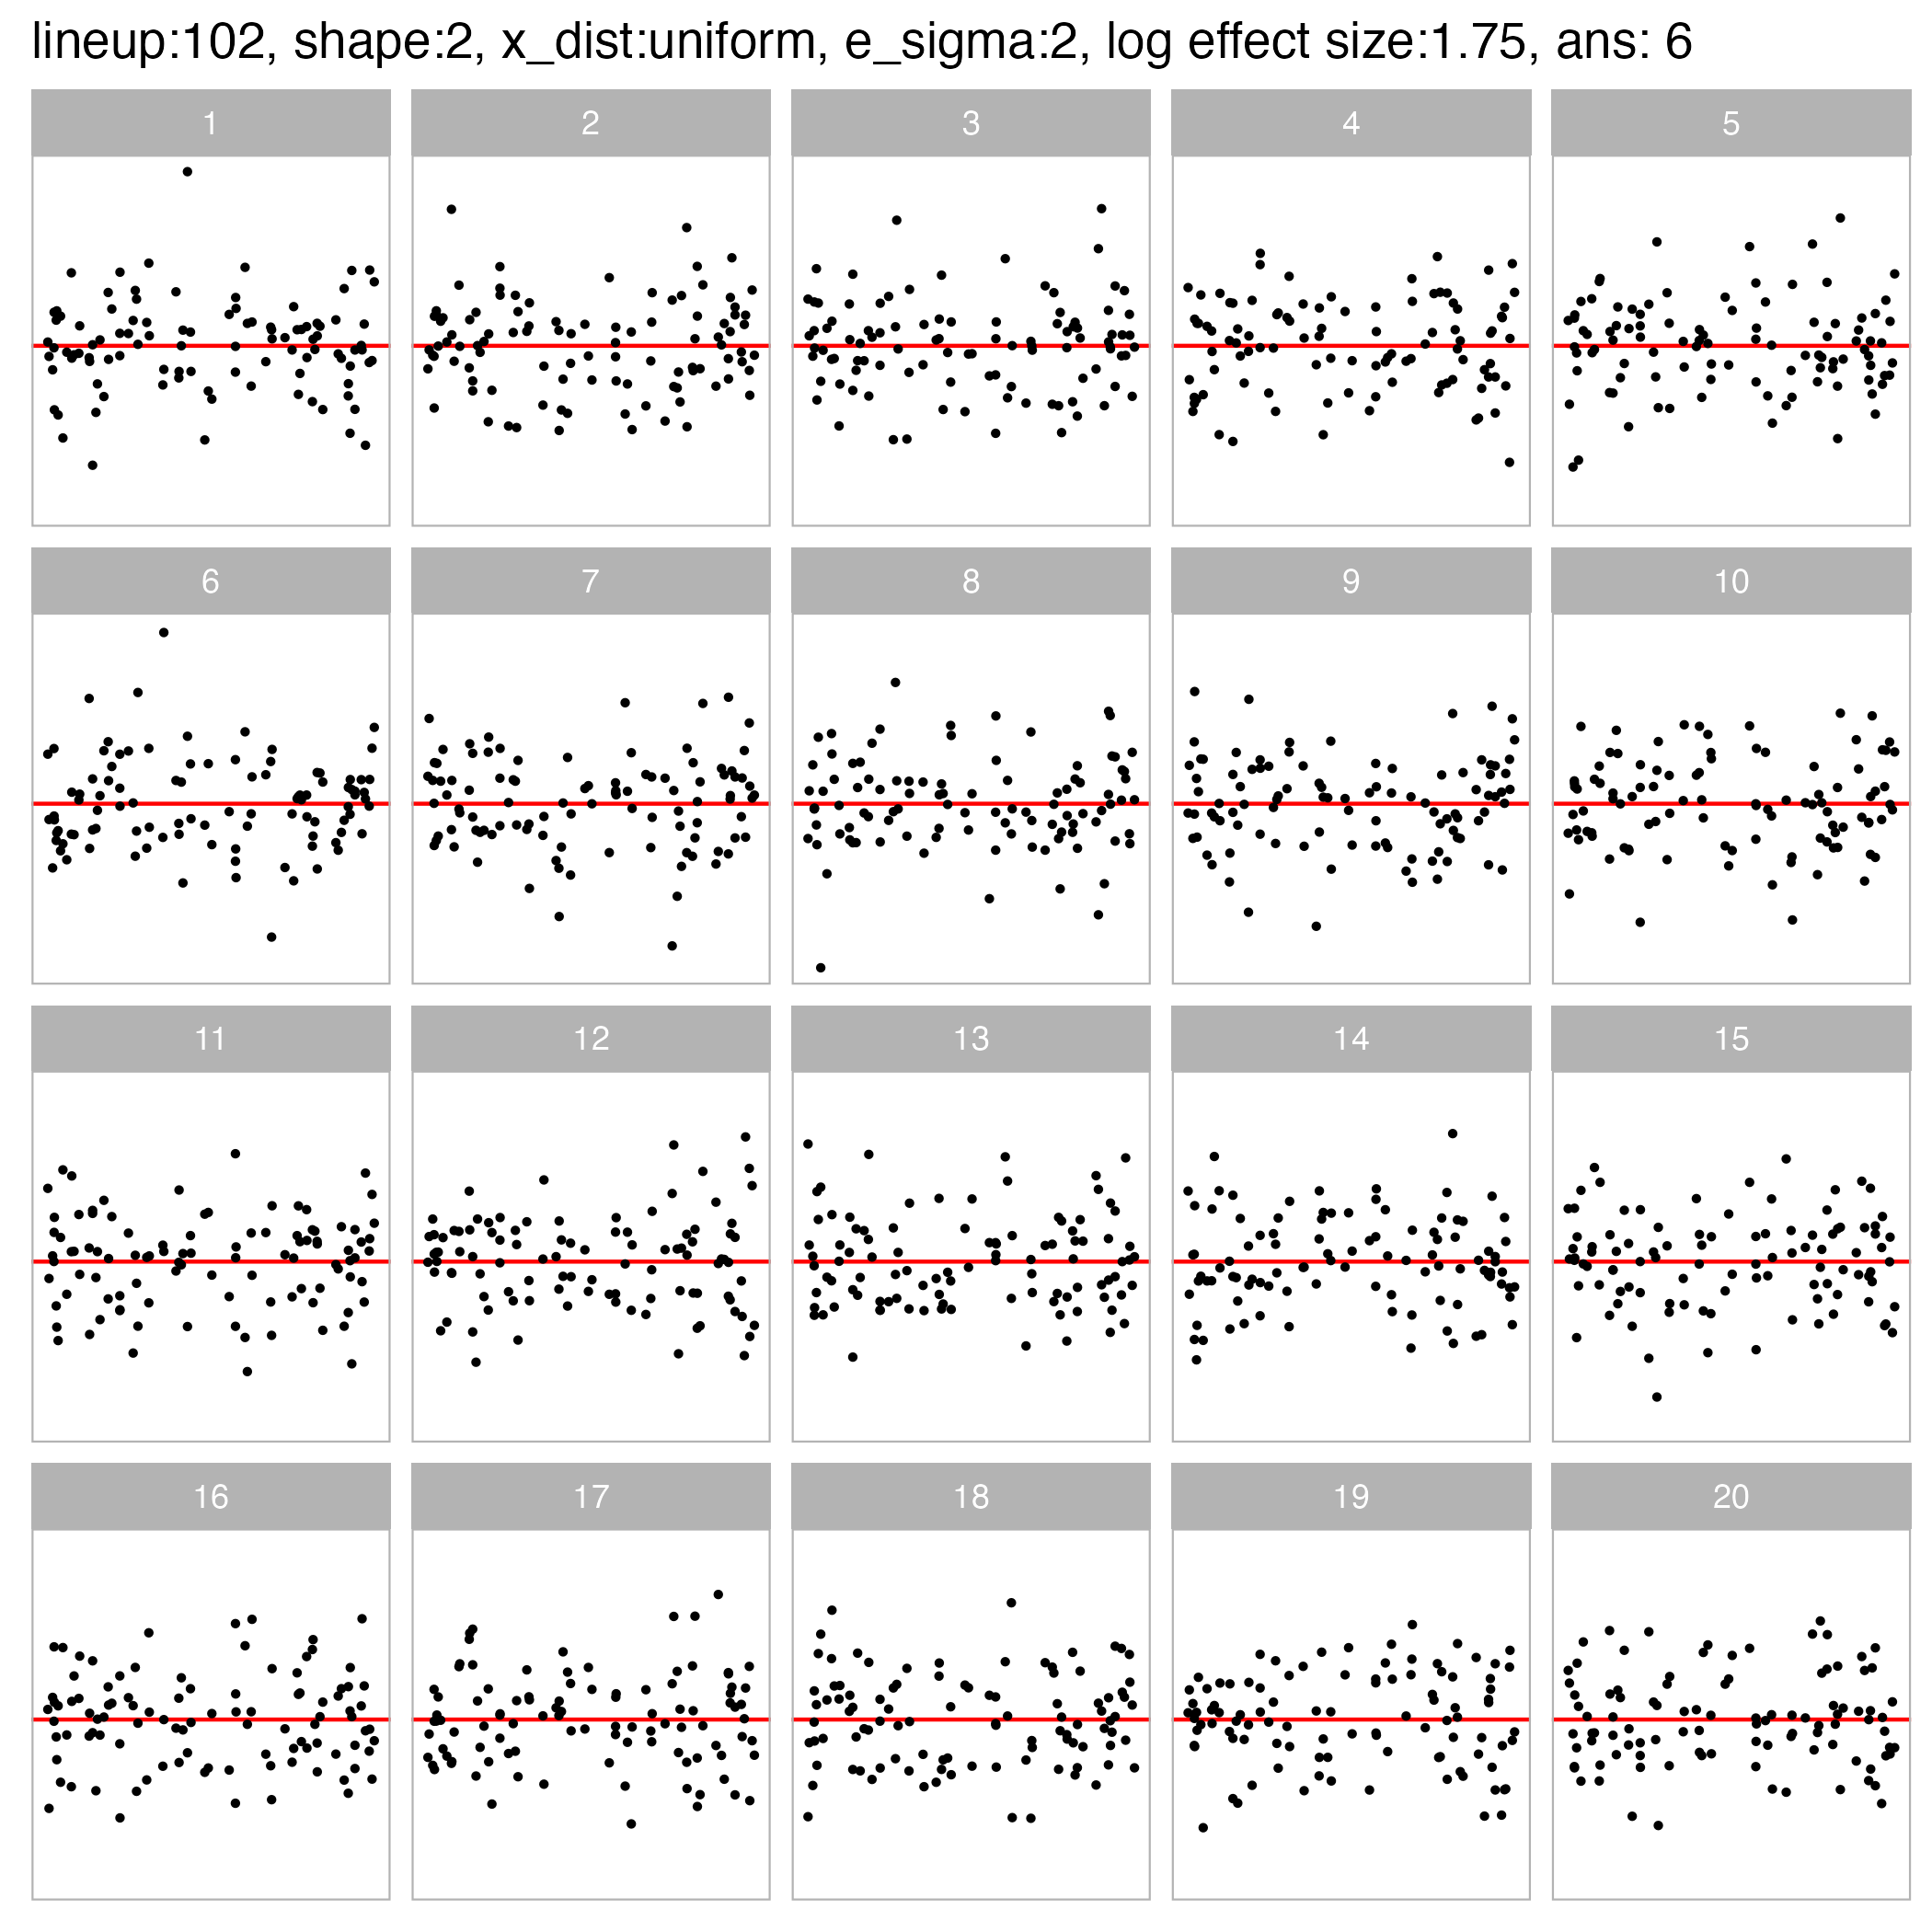 lineup:102, shape:2, x_dist:uniform, e_sigma:2, log effect size:1.75, ans: 6
1 2 3 4 5
6 7 8 9 10
11 12 13 14 15
16 17 18 19 20